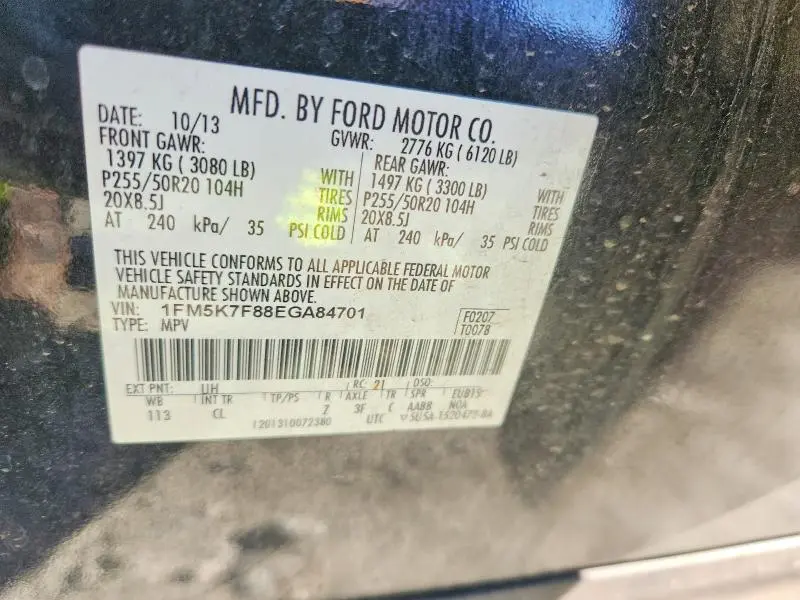 MFD. BY FORD MOTOR CO.
DATE: 10/13 GVWR: 2776 KG ( 6120 LB)
FRONT GAWR: REAR GAWR:
1397 KG ( 3080 LB) WITH 1497 KG ( 3300 LB) WITH
P255/50R20 104H TIRES P255/50R20 104H TIRES
20X8.5J RIMS 20X8.5J RIMS
AT 240 kPa/ 35 PSI COLD AT 240 kPa/ 35 PSI COLD
THIS VEHICLE CONFORMS TO ALL APPLICABLE FEDERAL MOTOR
VEHICLE SAFETY STANDARDS IN EFFECT ON THE DATE OF
MANUFACTURE SHOWN ABOVE.
VIN: 1FM5K7F88EGA84701 F0207
TYPE: MPV T0078
EXT PNT: UH RC: 21 DSO:
WB INT TR TP/PS R AXLE TR SPR EUB15
113 CL Z 3F C AABB NOA
1201310072380 UTC